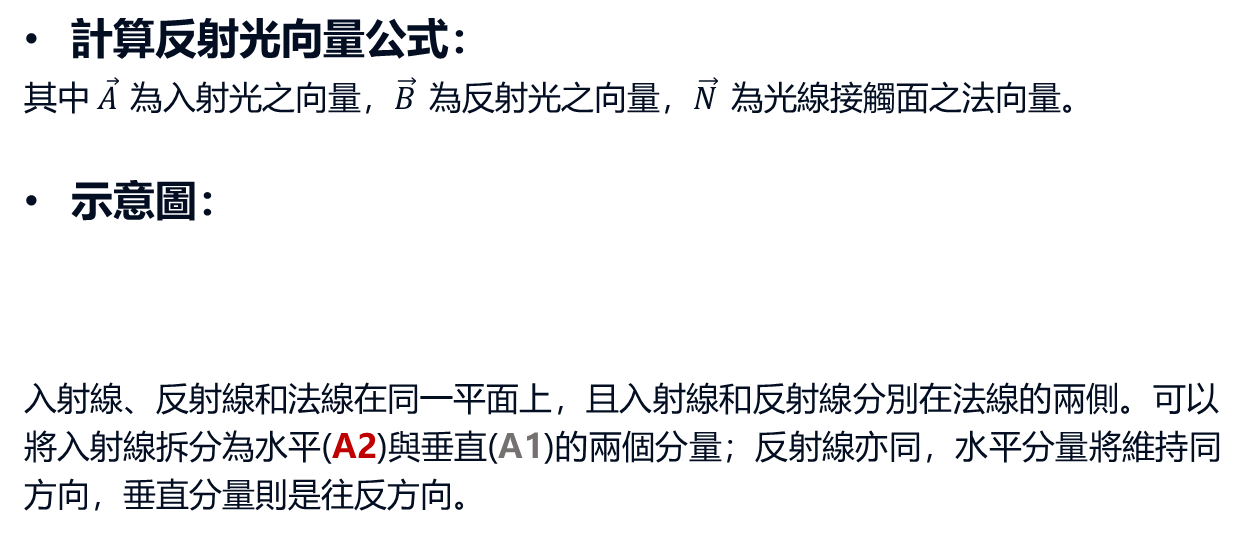 • 計算反射光向量公式：
其中 $\vec{A}$ 為入射光之向量，$\vec{B}$ 為反射光之向量，$\vec{N}$ 為光線接觸面之法向量。
• 示意圖：
入射線、反射線和法線在同一平面上，且入射線和反射線分別在法線的兩側。可以
將入射線拆分為水平(A2)與垂直(A1)的兩個分量；反射線亦同，水平分量將維持同
方向，垂直分量則是往反方向。